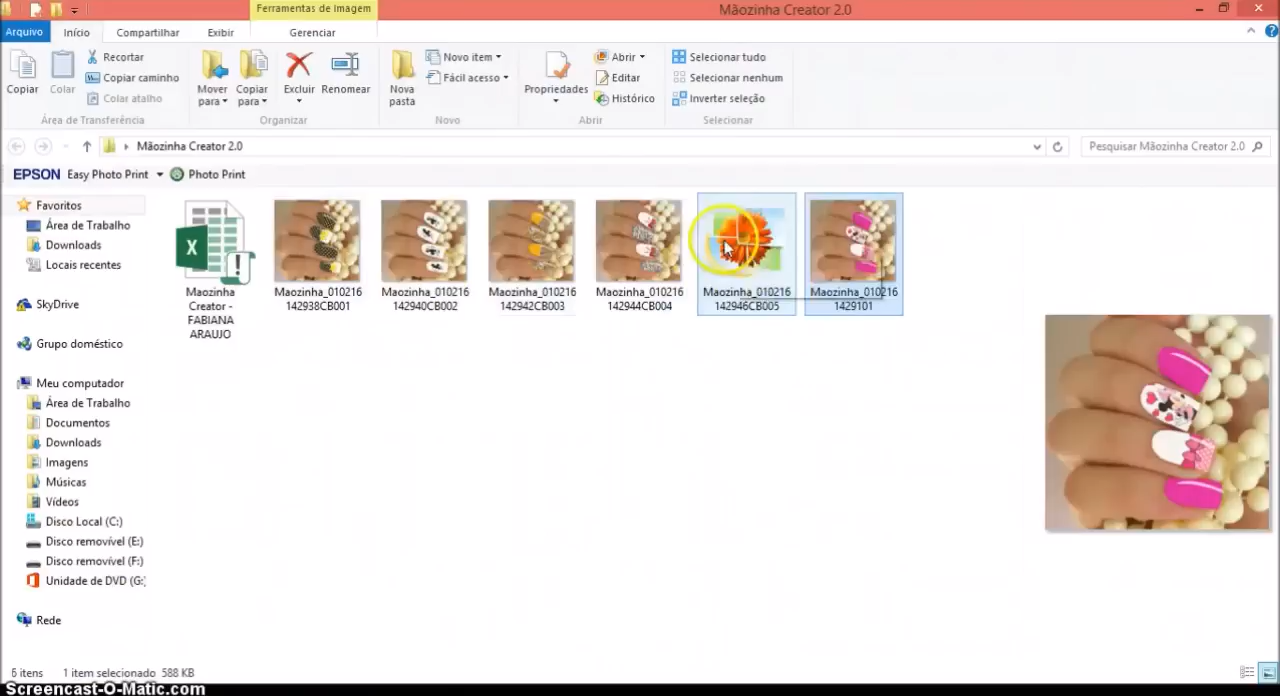 Ferramentas de Imagem
Mãozinha Creator 2.0
Arquivo
Início
Compartilhar
Exibir
Gerenciar
Copiar
Colar
Recortar
Copiar caminho
Colar atalho
Área de Transferência
Mover para
Copiar para
Excluir
Renomear
Organizar
Nova pasta
Novo item
Fácil acesso
Novo
Propriedades
Abrir
Editar
Histórico
Abrir
Selecionar tudo
Selecionar nenhum
Inverter seleção
Selecionar
Mãozinha Creator 2.0
Pesquisar Mãozinha Creator 2.0
EPSON Easy Photo Print
Photo Print
Favoritos
Área de Trabalho
Downloads
Locais recentes
SkyDrive
Grupo doméstico
Meu computador
Área de Trabalho
Documentos
Downloads
Imagens
Músicas
Vídeos
Disco Local (C:)
Disco removível (E:)
Disco removível (F:)
Unidade de DVD (G:)
Rede
Maozinha
Creator -
FABIANA
ARAUJO
Maozinha_010216
142938CB001
Maozinha_010216
142940CB002
Maozinha_010216
142942CB003
Maozinha_010216
142944CB004
Maozinha_010216
142946CB005
Maozinha_010216
1429101
6 itens
1 item selecionado 588 KB
Screencast-O-Matic.com